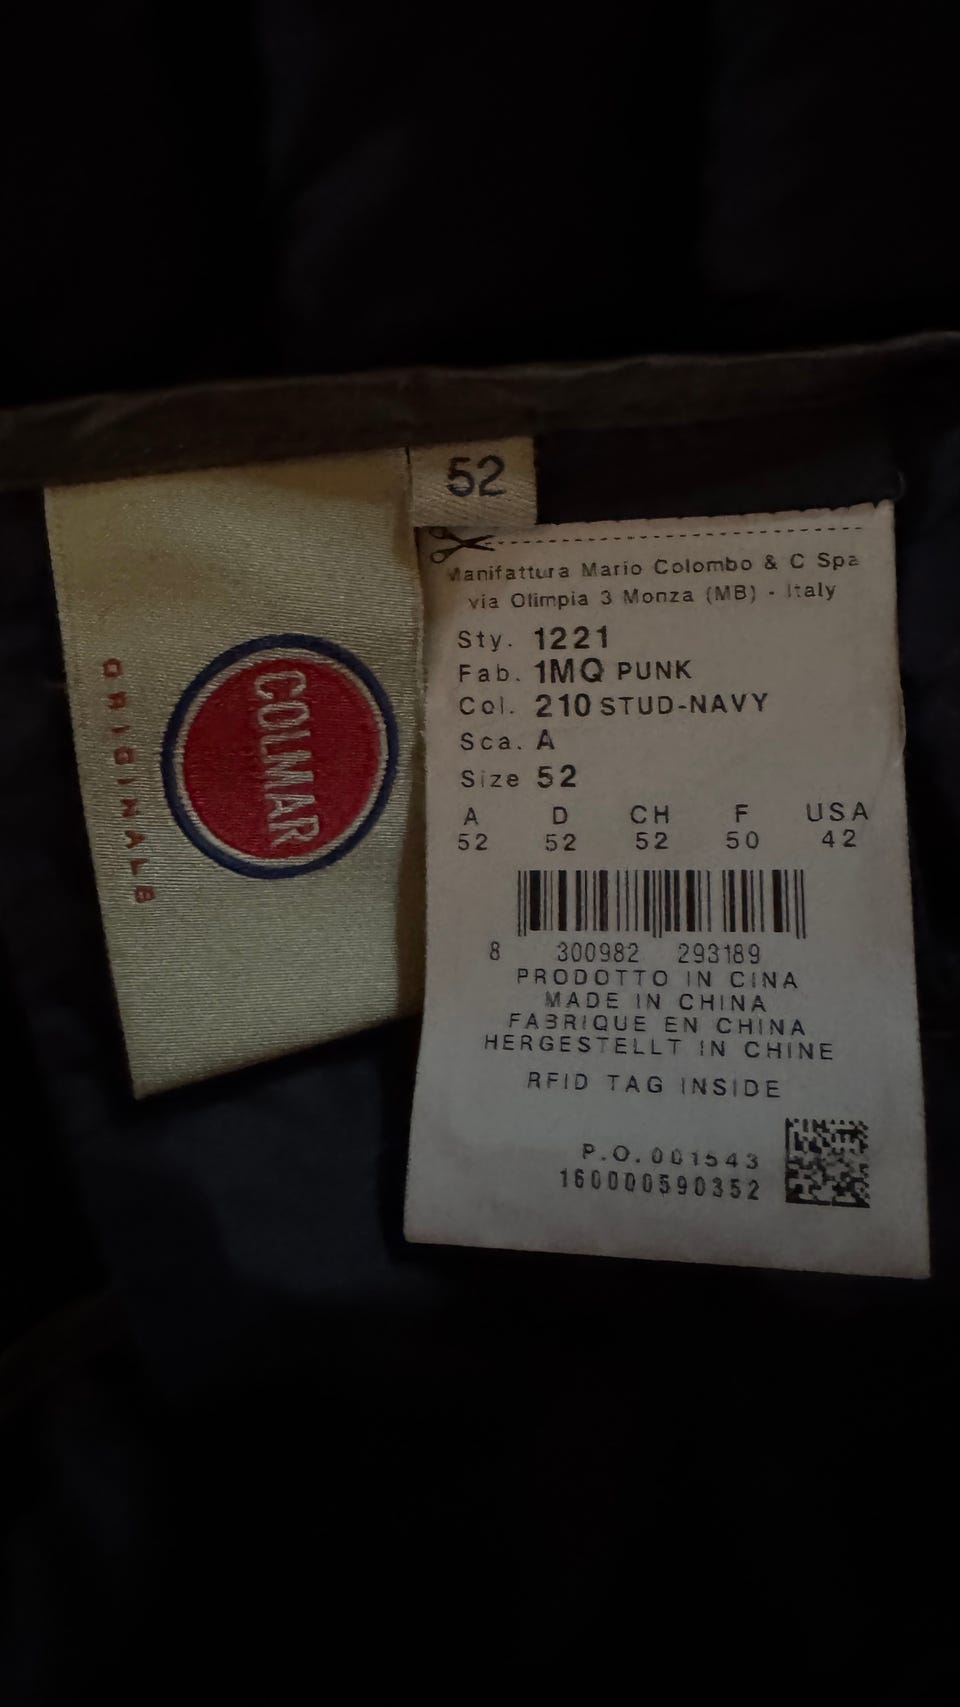 52
COLMAR
ORIGINALS
Manifattura Mario Colombo & C Spa
via Olimpia 3 Monza (MB) - Italy
Sty. 1221
Fab. 1MQ PUNK
Col. 210 STUD-NAVY
Sca. A
Size 52
A D CH F USA
52 52 52 50 42
8 300982 293189
PRODOTTO IN CINA
MADE IN CHINA
FABRIQUE EN CHINA
HERGESTELLT IN CHINE
RFID TAG INSIDE
P.O. 001543
160000590352